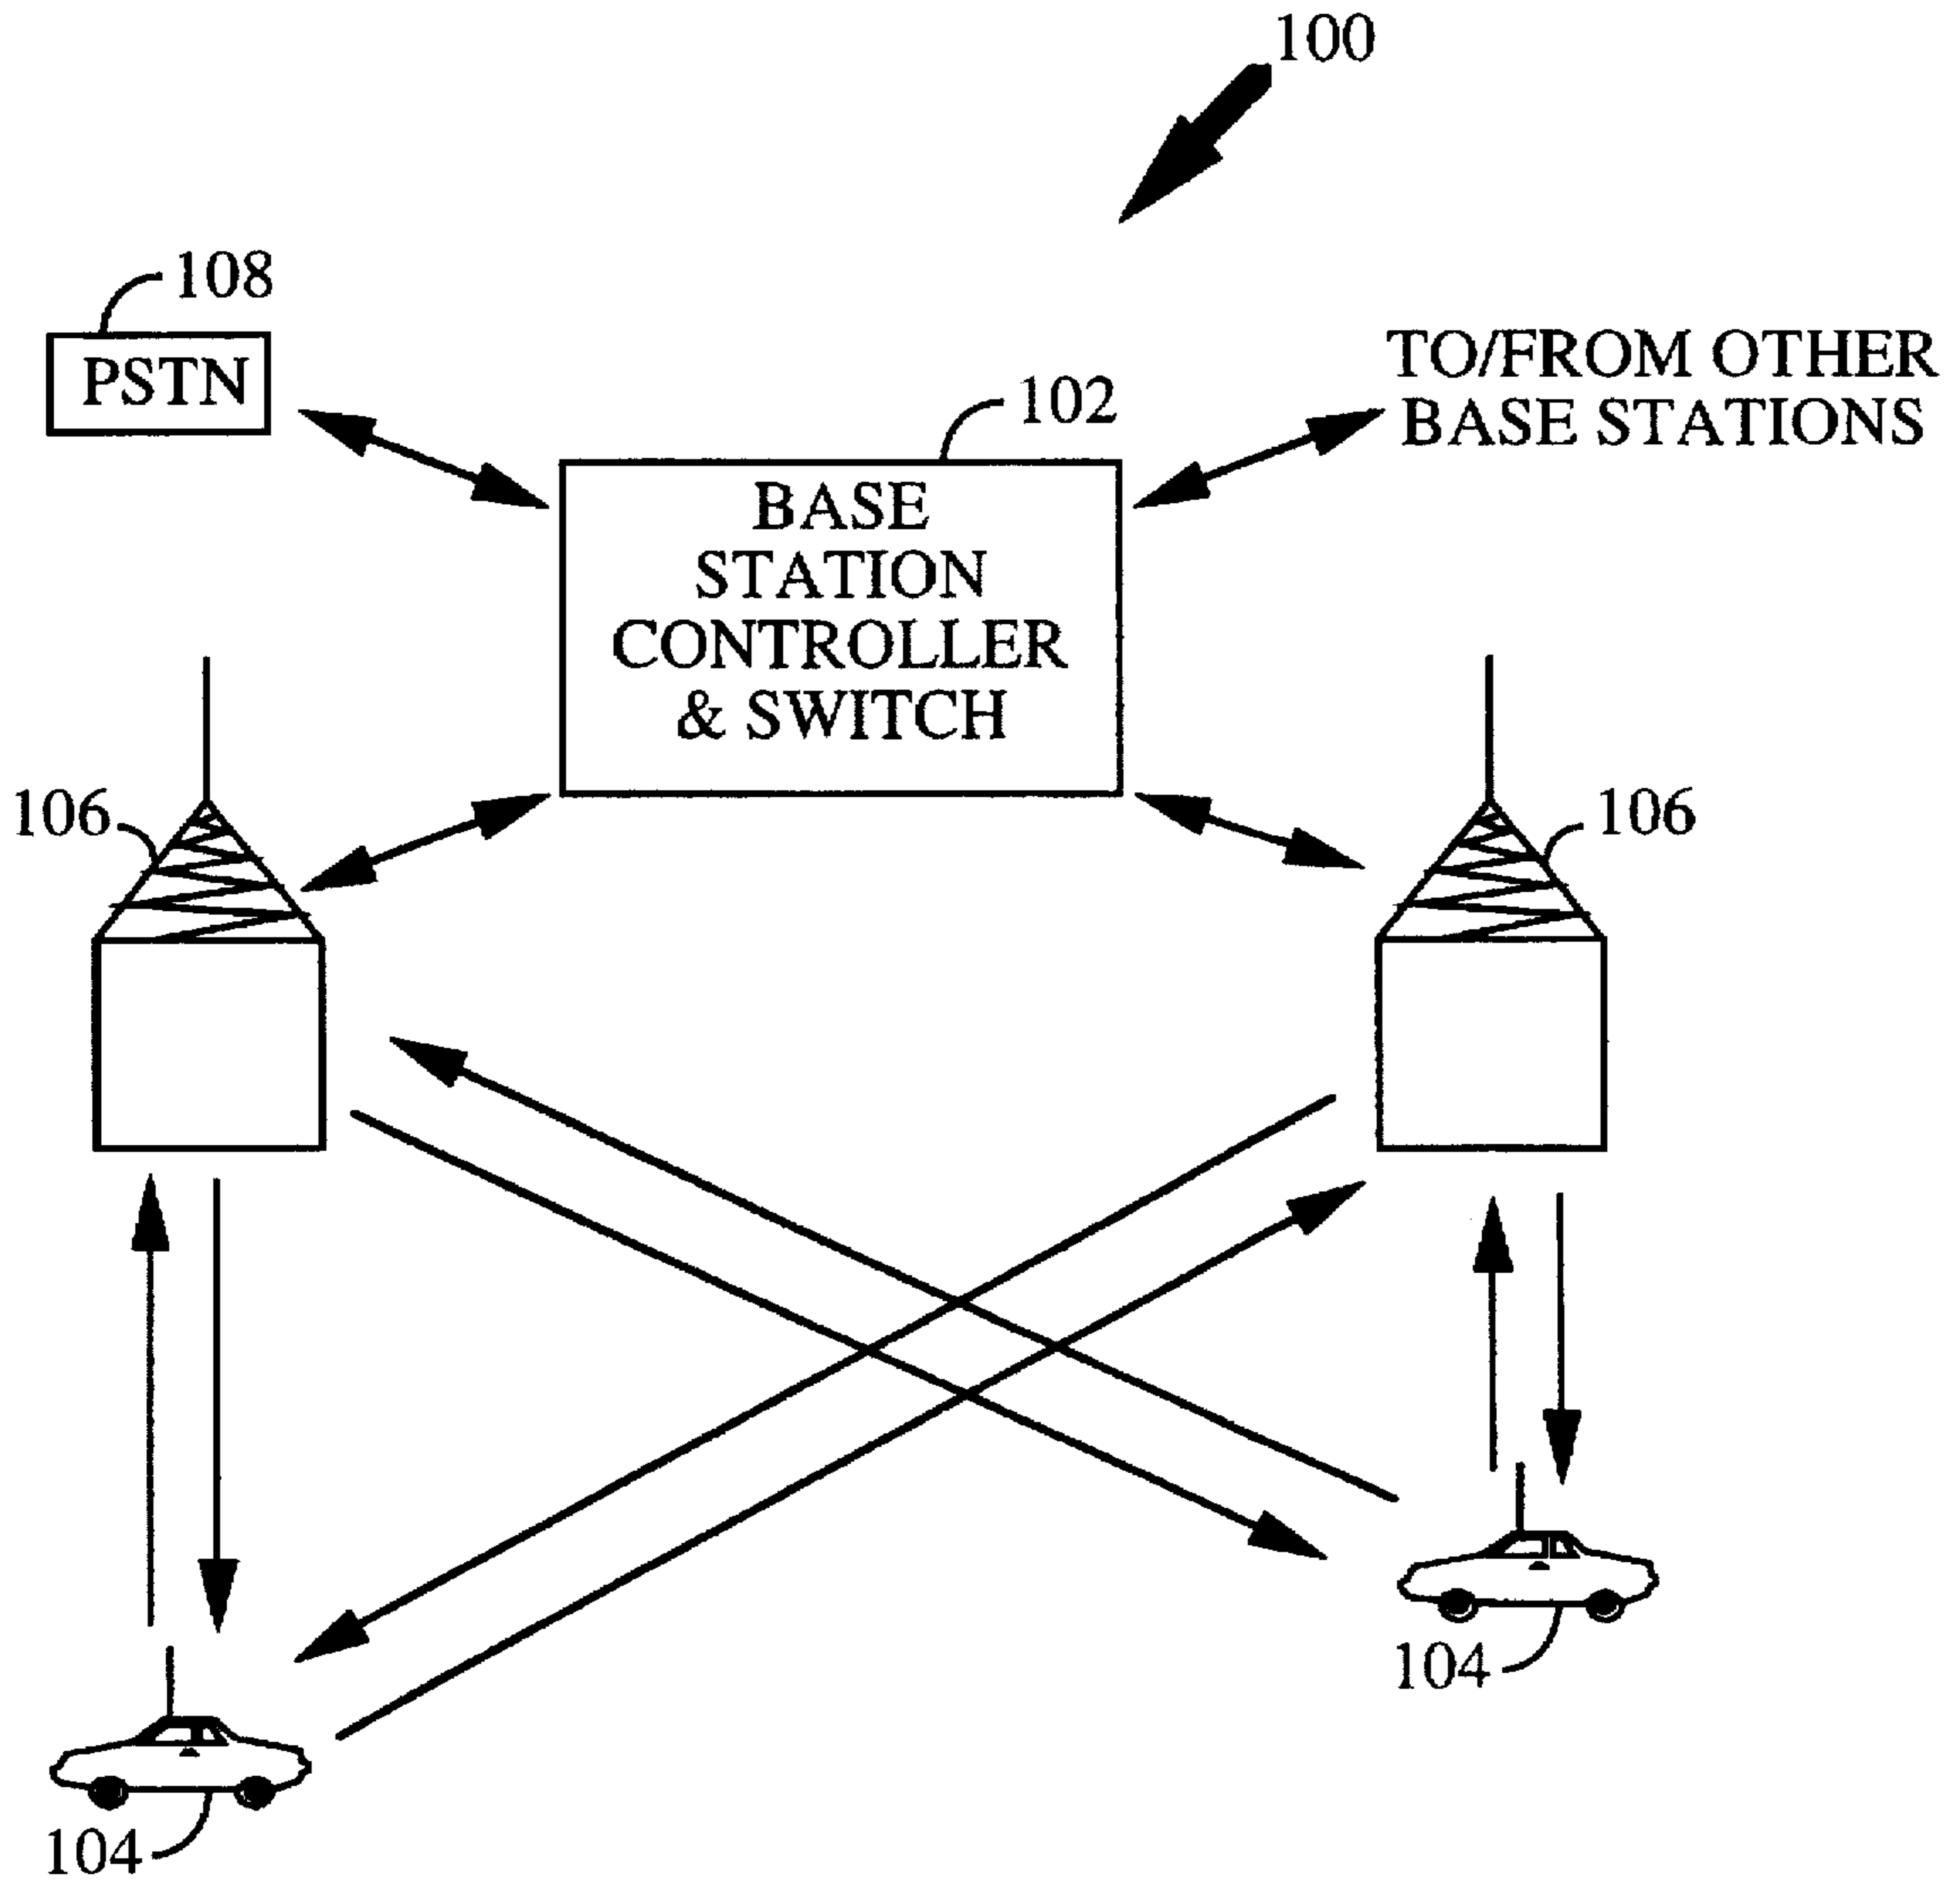 100
108
PSTN
TO/FROM OTHER
BASE STATIONS
102
BASE
STATION
CONTROLLER
& SWITCH
106
106
104
104